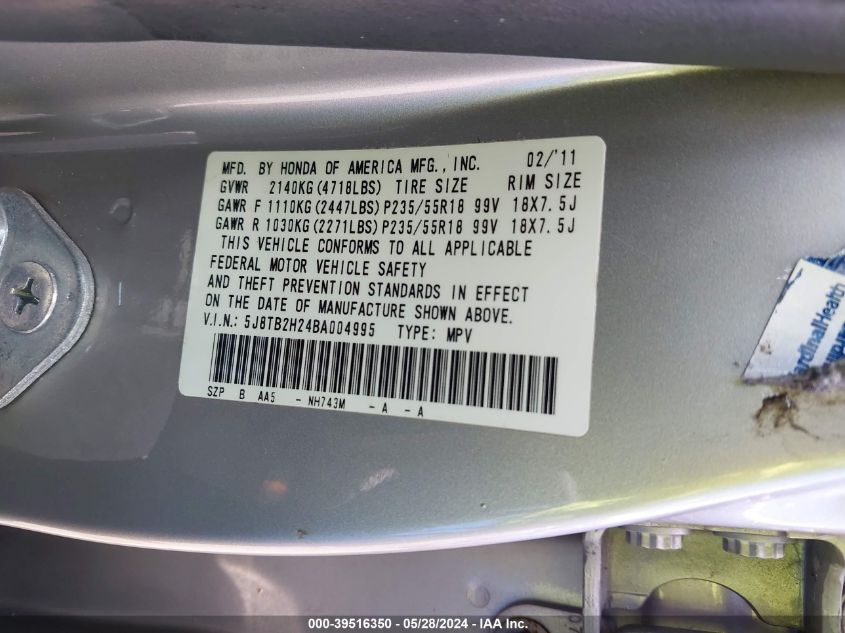 MFD. BY HONDA OF AMERICA MFG., INC. 02/'11
GVWR 2140KG (4718LBS) TIRE SIZE RIM SIZE
GAWR F 1110KG (2447LBS) P235/55R18 99V 18X7.5J
GAWR R 1030KG (2271LBS) P235/55R18 99V 18X7.5J
THIS VEHICLE CONFORMS TO ALL APPLICABLE
FEDERAL MOTOR VEHICLE SAFETY
AND THEFT PREVENTION STANDARDS IN EFFECT
ON THE DATE OF MANUFACTURE SHOWN ABOVE.
V.I.N.: 5J8TB2H24BA004995 TYPE: MPV
SZP B AA5 - NH743M - A - A
ardinalHealth
000-39516350 - 05/28/2024 - IAA Inc.